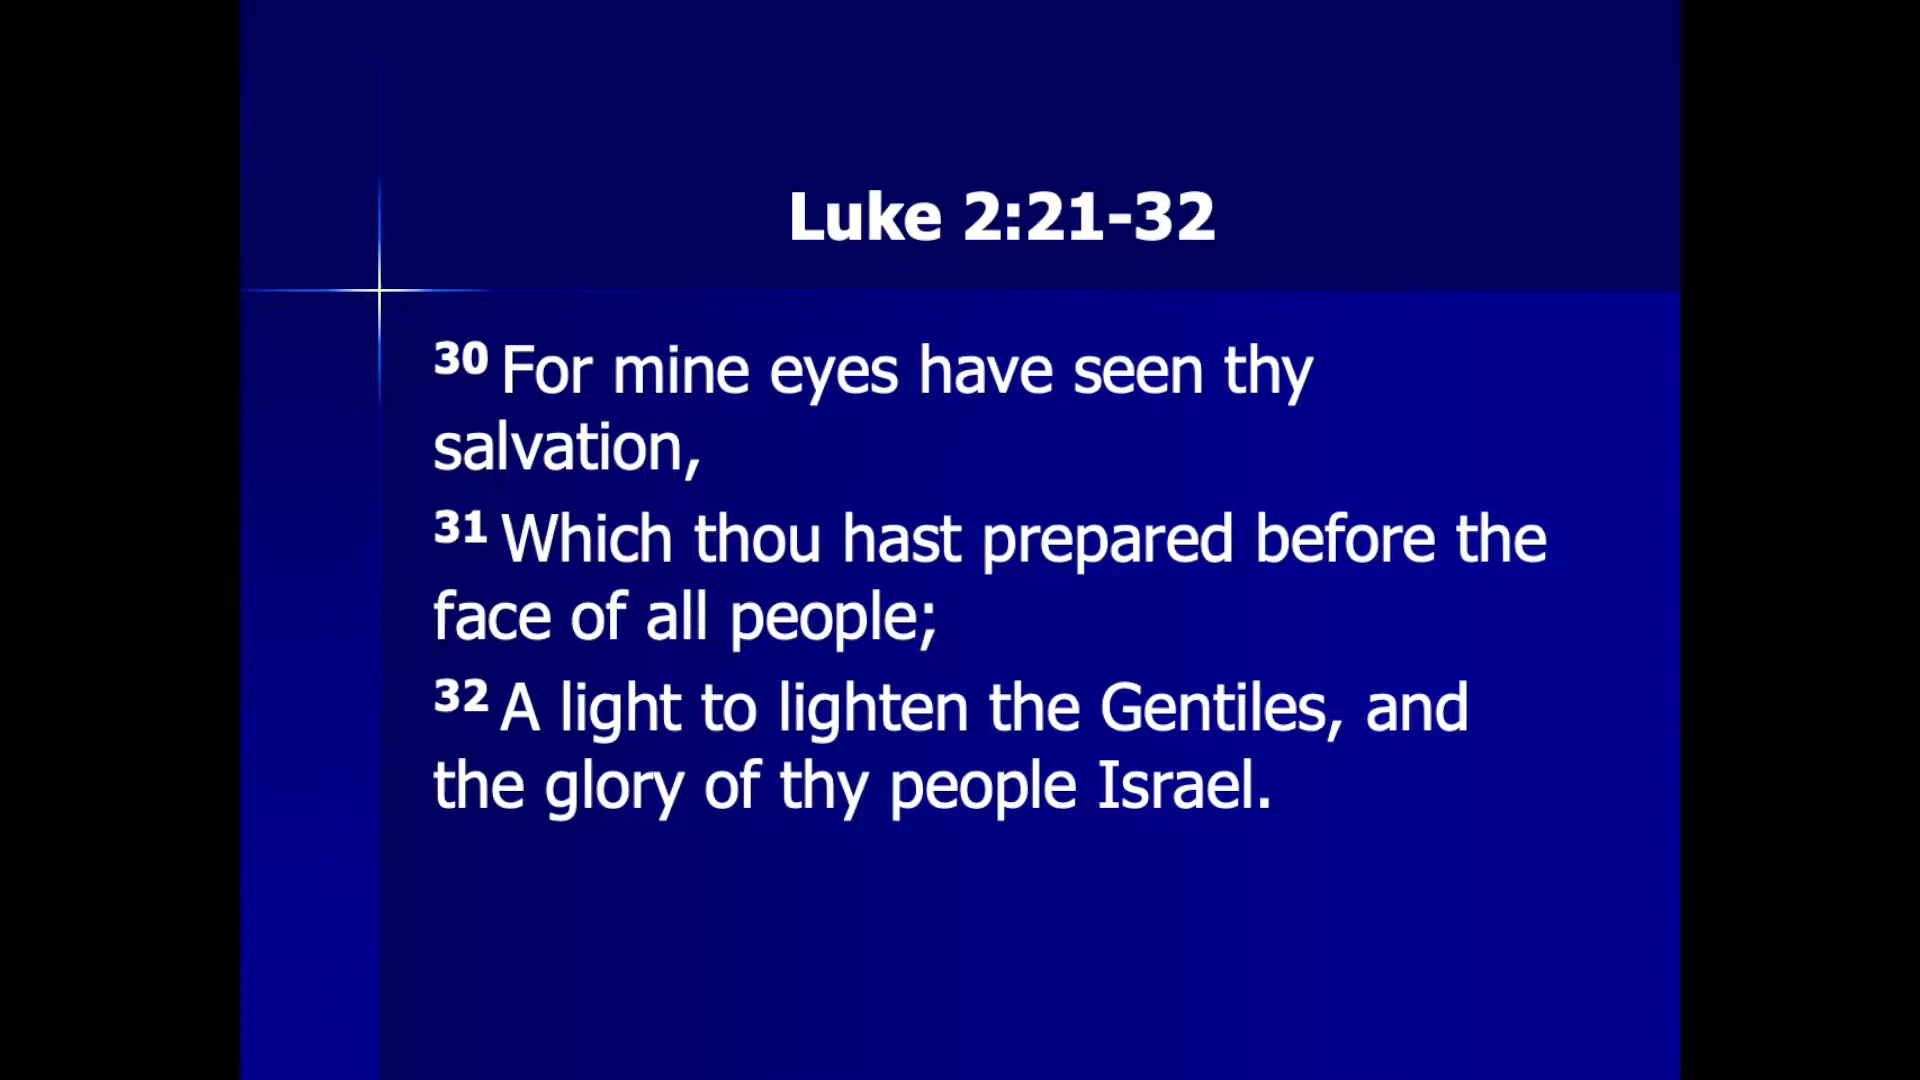 Luke 2:21-32
30 For mine eyes have seen thy
salvation,
31 Which thou hast prepared before the
face of all people;
32 A light to lighten the Gentiles, and
the glory of thy people Israel.